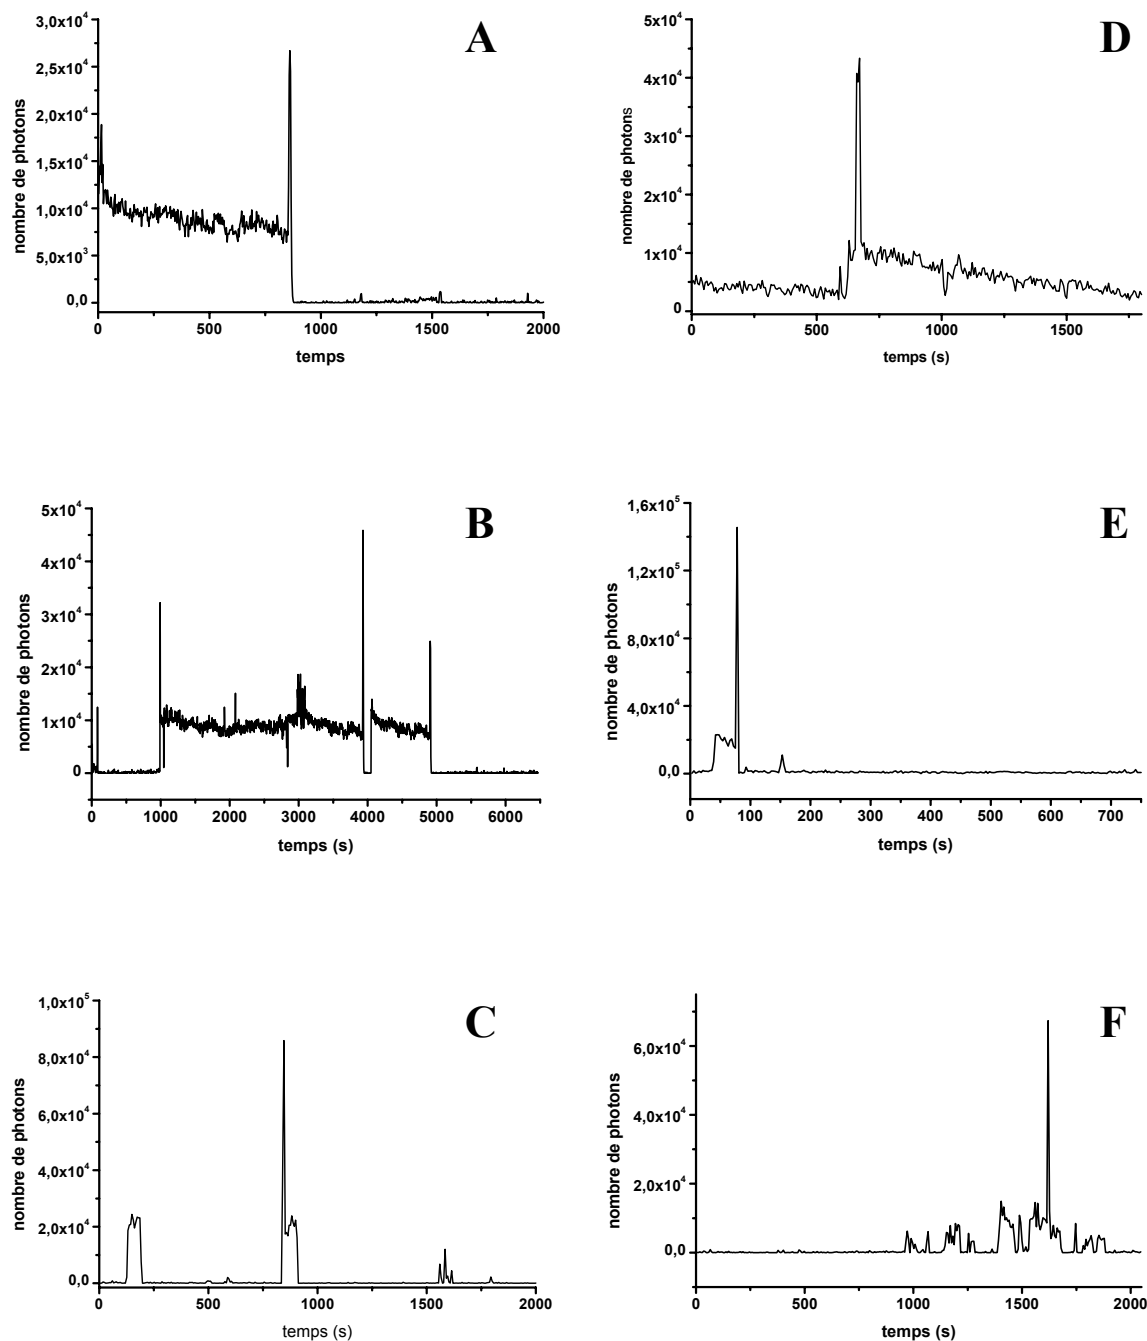 A
nombre de photons
3,0x10⁴
2,5x10⁴
2,0x10⁴
1,5x10⁴
1,0x10⁴
5,0x10³
0,0
0 500 1000 1500 2000
temps
D
nombre de photons
5x10⁴
4x10⁴
3x10⁴
2x10⁴
1x10⁴
0
0 500 1000 1500
temps (s)
B
nombre de photons
5x10⁴
4x10⁴
3x10⁴
2x10⁴
1x10⁴
0
0 1000 2000 3000 4000 5000 6000
temps (s)
E
nombre de photons
1,6x10⁵
1,2x10⁵
8,0x10⁴
4,0x10⁴
0,0
0 100 200 300 400 500 600 700
temps (s)
C
nombre de photons
1,0x10⁵
8,0x10⁴
6,0x10⁴
4,0x10⁴
2,0x10⁴
0,0
0 500 1000 1500 2000
temps (s)
F
nombre de photons
6,0x10⁴
4,0x10⁴
2,0x10⁴
0,0
0 500 1000 1500 2000
temps (s)